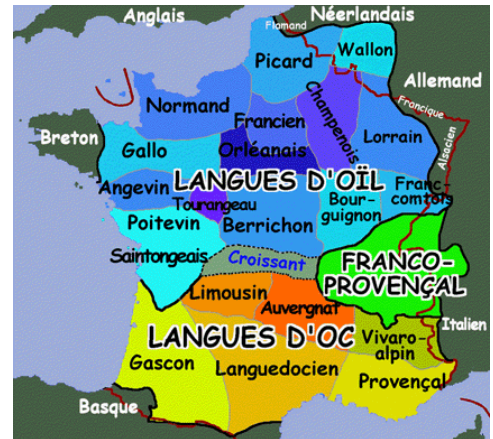 Anglais
Néerlandais
Flamand
Picard
Wallon
Allemand
Normand
Champenois
Francique
Francien
Lorrain
Alsacien
Breton
Gallo
Orléanais
LANGUES D'OÏL
Angevin
Tourangeau
Bour-
guignon
Franc-
comtois
Poitevin
Berrichon
Saintongeais
Croissant
FRANCO-
PROVENÇAL
Limousin
Auvergnat
Italien
LANGUES D'OC
Vivaro-
alpin
Gascon
Languedocien
Provençal
Basque